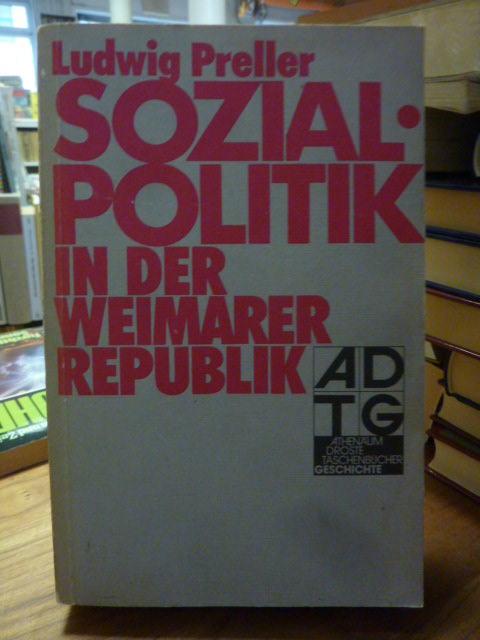 Ludwig Preller
SOZIAL-
POLITIK
IN DER
WEIMARER
REPUBLIK
AD
TG
ATHENÄUM
DROSTE
TASCHENBÜCHER
GESCHICHTE